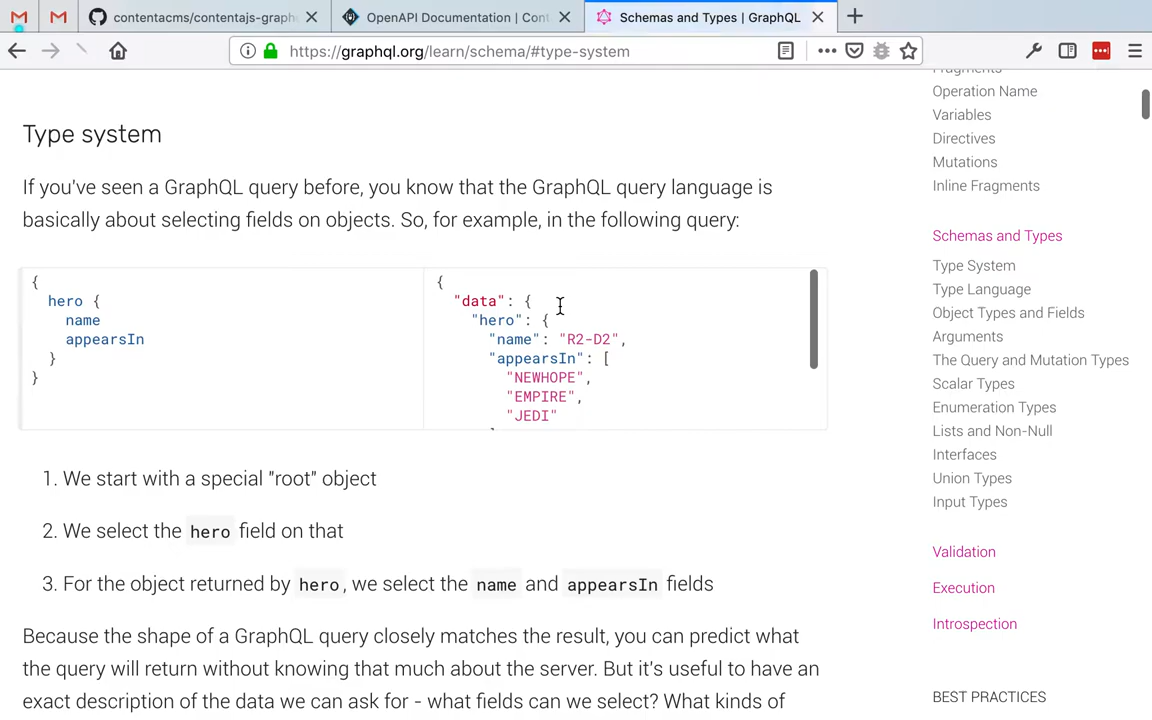 contentacms/contentajs-graph
OpenAPI Documentation | Cont
Schemas and Types | GraphQL
https://graphql.org/learn/schema/#type-system
Type system
If you've seen a GraphQL query before, you know that the GraphQL query language is
basically about selecting fields on objects. So, for example, in the following query:
{
hero {
name
appearsIn
}
}
{
"data": {
"hero": {
"name": "R2-D2",
"appearsIn": [
"NEWHOPE",
"EMPIRE",
"JEDI"
1. We start with a special "root" object
2. We select the hero field on that
3. For the object returned by hero, we select the name and appearsIn fields
Because the shape of a GraphQL query closely matches the result, you can predict what
the query will return without knowing that much about the server. But it's useful to have an
exact description of the data we can ask for - what fields can we select? What kinds of
Fragments
Operation Name
Variables
Directives
Mutations
Inline Fragments
Schemas and Types
Type System
Type Language
Object Types and Fields
Arguments
The Query and Mutation Types
Scalar Types
Enumeration Types
Lists and Non-Null
Interfaces
Union Types
Input Types
Validation
Execution
Introspection
BEST PRACTICES